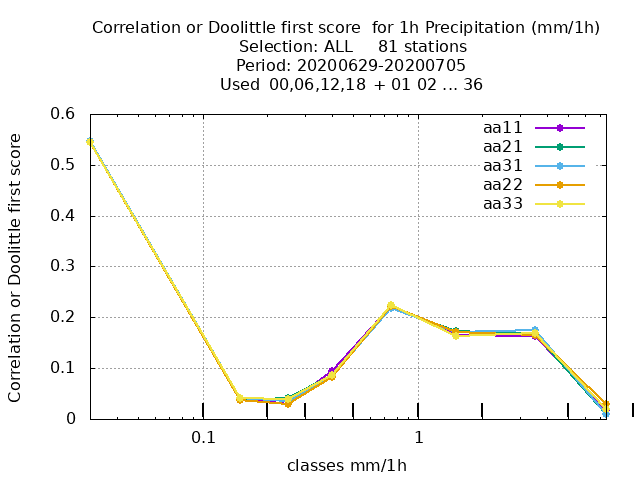 Correlation or Doolittle first score  for 1h Precipitation (mm/1h)
Selection: ALL     81 stations
Period: 20200629-20200705
Used 00,06,12,18 + 01 02 ... 36
Correlation or Doolittle first score
0.6
0.5
0.4
0.3
0.2
0.1
0
aa11
aa21
aa31
aa22
aa33
0.1
1
classes mm/1h